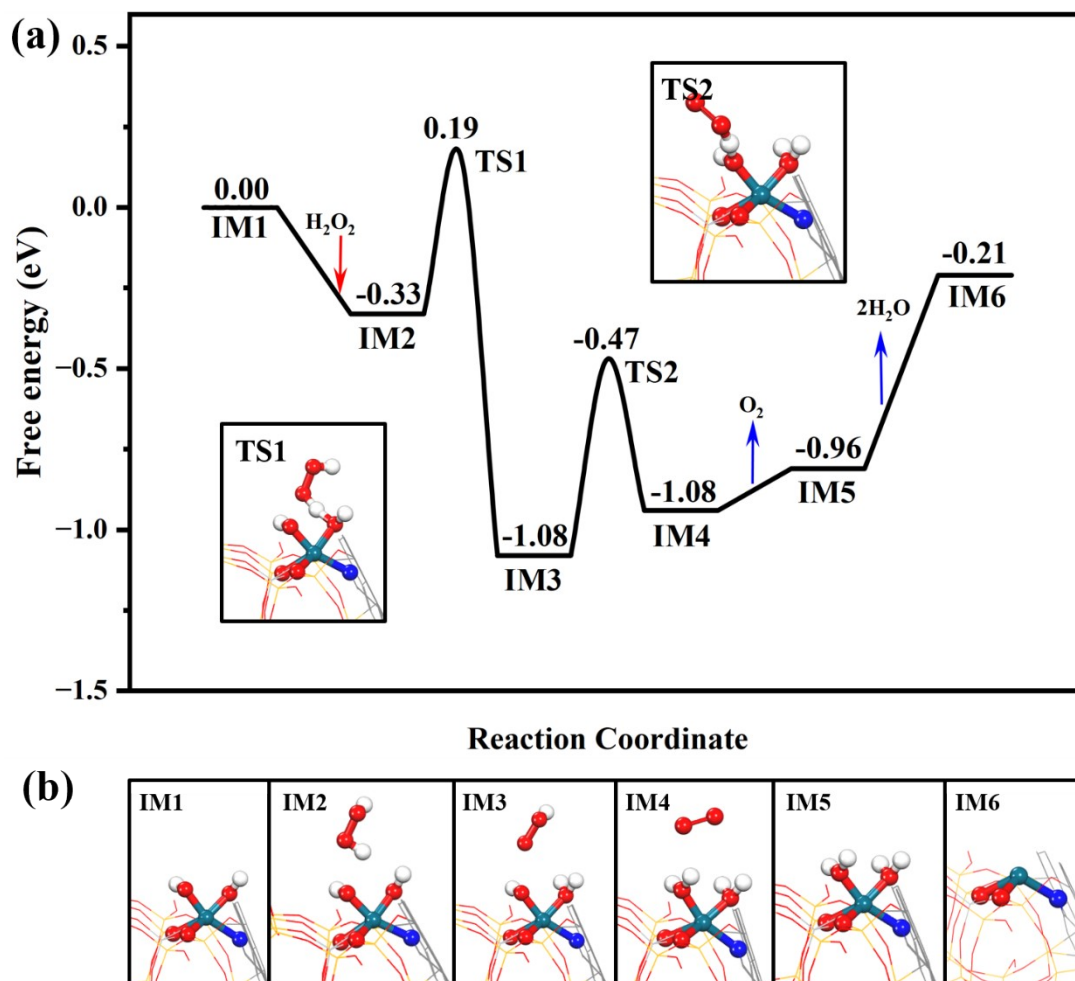 (a)
0.5
0.0
−0.5
−1.0
−1.5
Free energy (eV)
Reaction Coordinate
0.00
IM1
H2O2
-0.33
IM2
0.19
TS1
-1.08
IM3
-0.47
TS2
-1.08
IM4
O2
-0.96
IM5
2H2O
-0.21
IM6
TS1
TS2
(b)
IM1
IM2
IM3
IM4
IM5
IM6